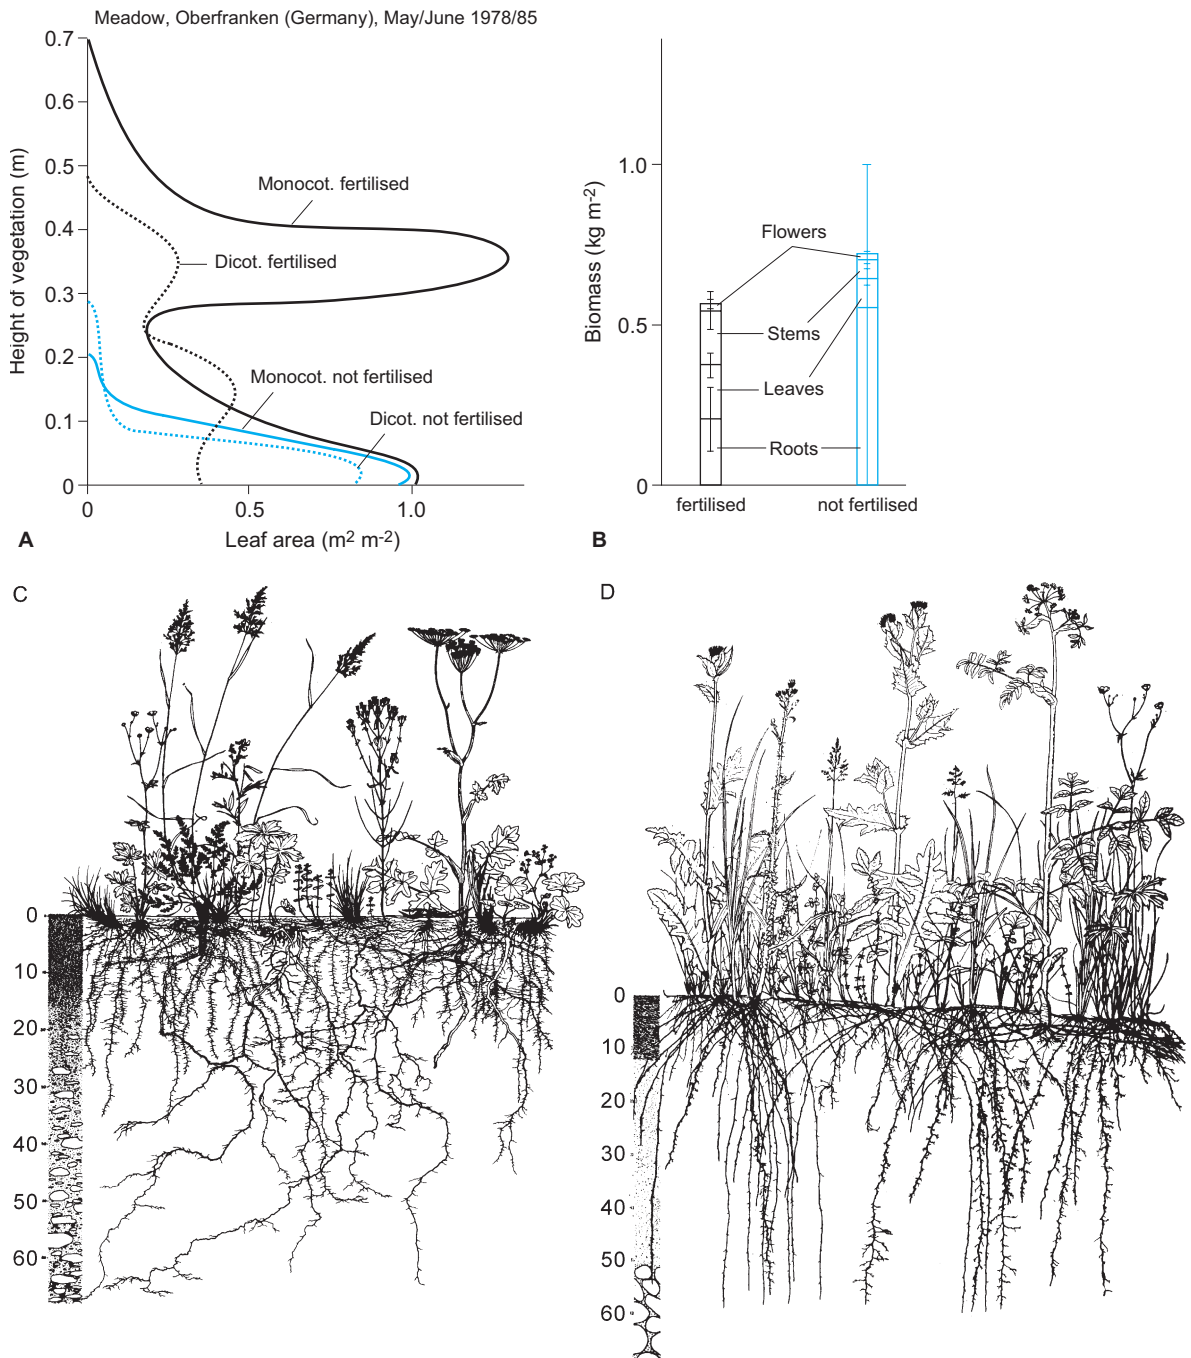 Meadow, Oberfranken (Germany), May/June 1978/85
0.7
0.6
0.5
0.4
0.3
0.2
0.1
0
Height of vegetation (m)
Monocot. fertilised
Dicot. fertilised
Monocot. not fertilised
Dicot. not fertilised
0
0.5
1.0
Leaf area (m² m⁻²)
A
1.0
0.5
0
Biomass (kg m⁻²)
Flowers
Stems
Leaves
Roots
fertilised
not fertilised
B
C
0
10
20
30
40
50
60
D
0
10
20
30
40
50
60